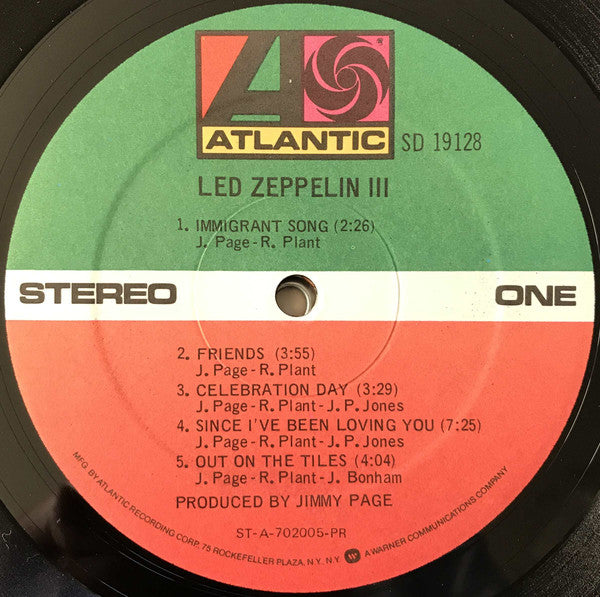 A
ATLANTIC
SD 19128
LED ZEPPELIN III
1. IMMIGRANT SONG (2:26)
J. Page-R. Plant
STEREO
ONE
2. FRIENDS (3:55)
J. Page-R. Plant
3. CELEBRATION DAY (3:29)
J. Page-R. Plant-J.P.Jones
4. SINCE I'VE BEEN LOVING YOU (7:25)
J. Page-R. Plant-J.P.Jones
5. OUT ON THE TILES (4:04)
J. Page-R. Plant-J. Bonham
PRODUCED BY JIMMY PAGE
ST-A-702005-PR
MFG BY ATLANTIC RECORDING CORP. 75 ROCKEFELLER PLAZA, N.Y. N.Y. W A WARNER COMMUNICATIONS COMPANY